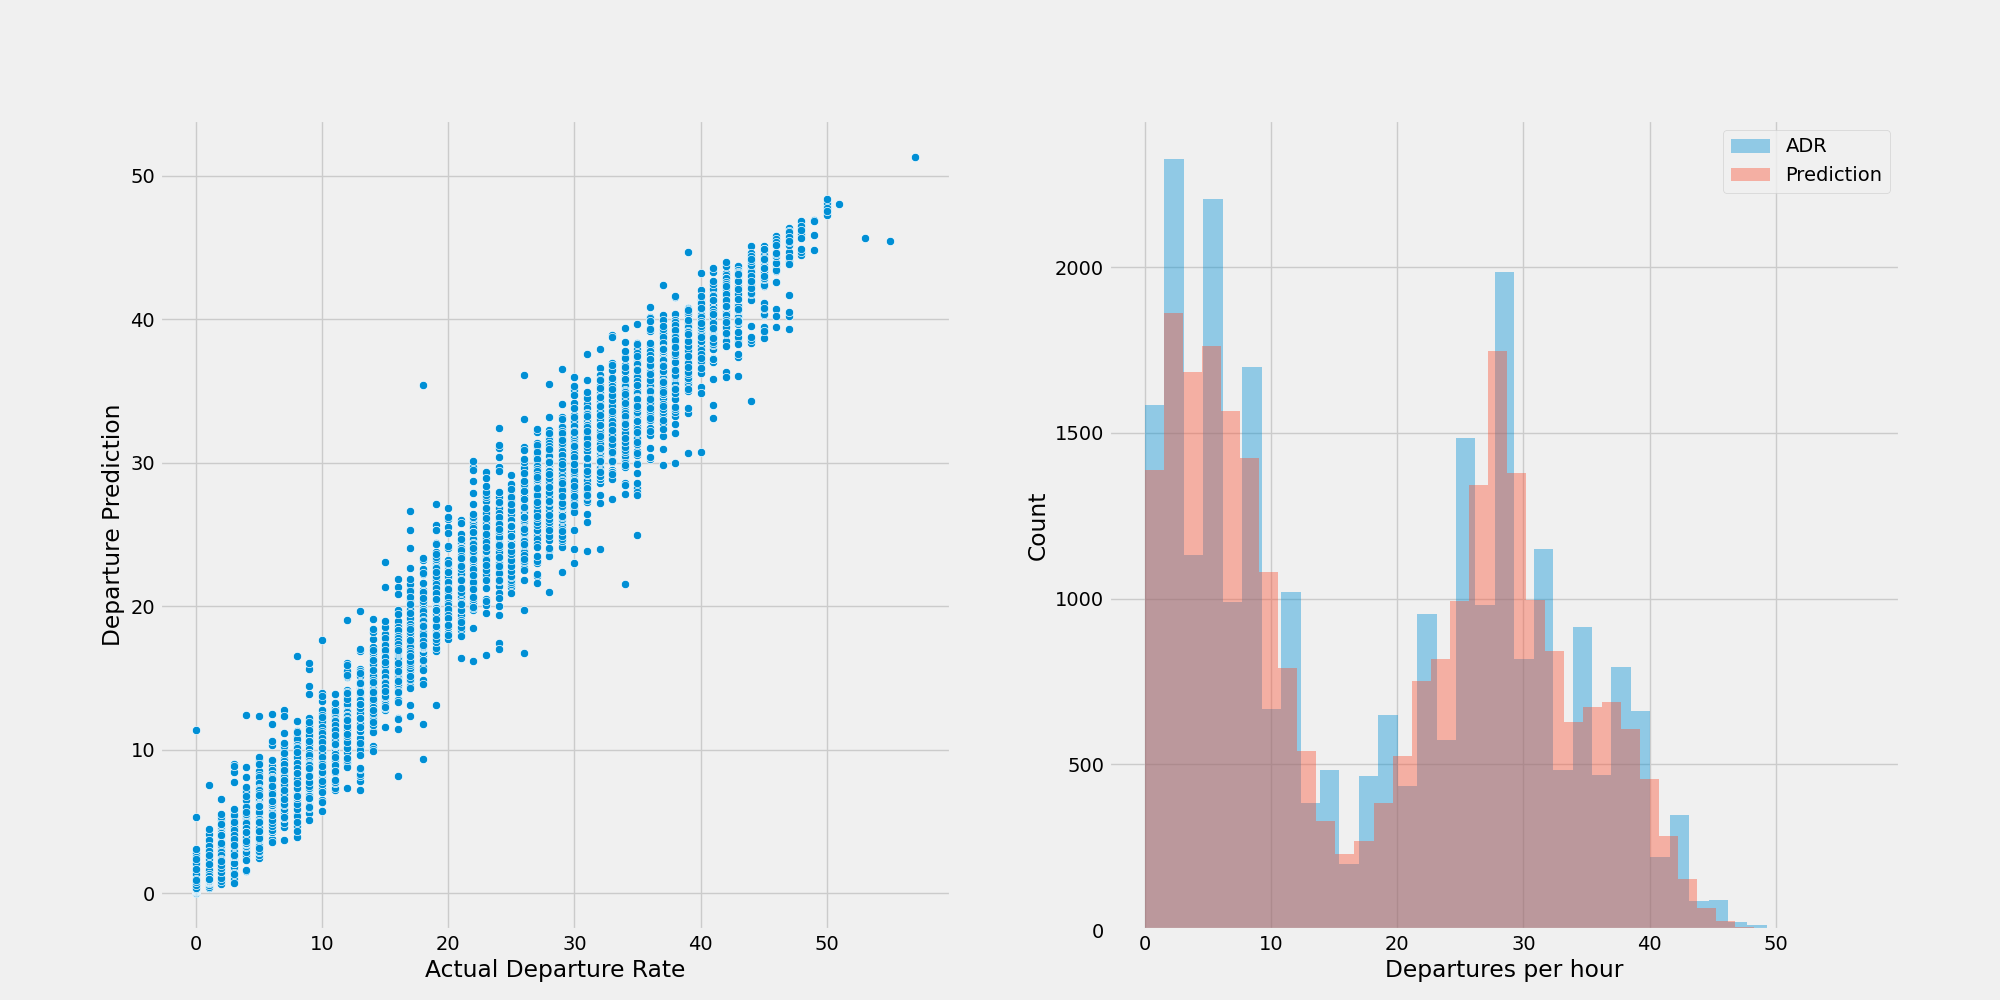 Departure Prediction
50
40
30
20
10
0
0 10 20 30 40 50
Actual Departure Rate
Count
2000
1500
1000
500
0
ADR
Prediction
0 10 20 30 40 50
Departures per hour